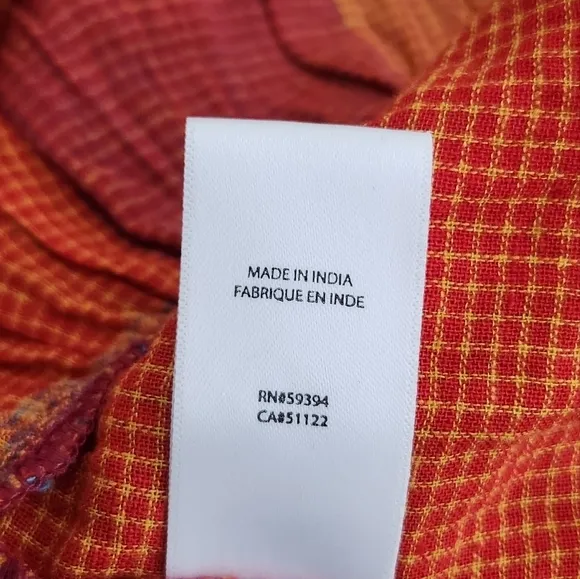 MADE IN INDIA
FABRIQUE EN INDE
RN#59394
CA#51122